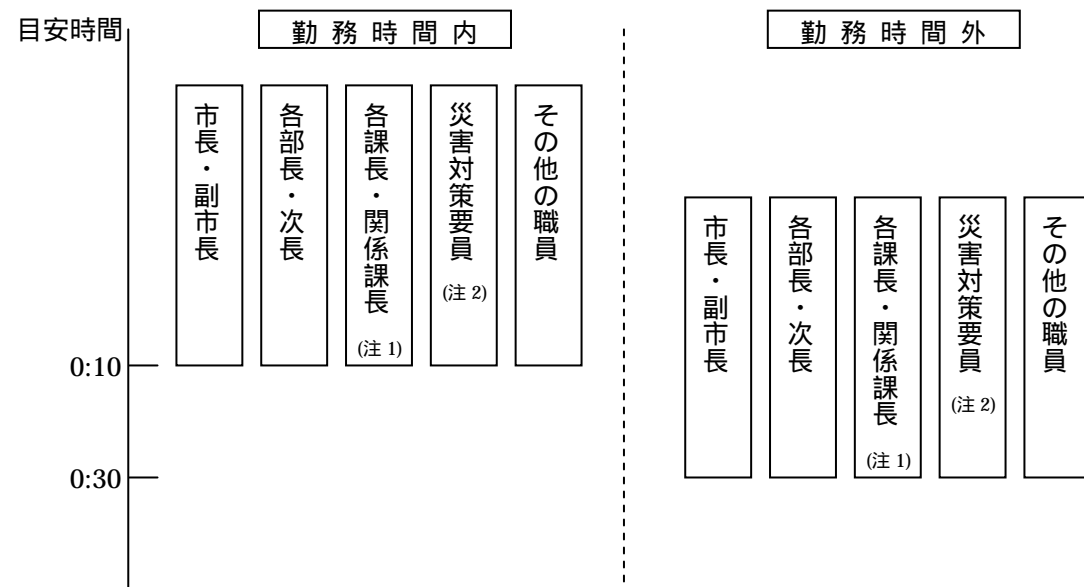 目安時間
勤務時間内
市長・副市長
各部長・次長
各課長・関係課長
(注 1)
災害対策要員
(注 2)
その他の職員
勤務時間外
市長・副市長
各部長・次長
各課長・関係課長
(注 1)
災害対策要員
(注 2)
その他の職員
0:10
0:30